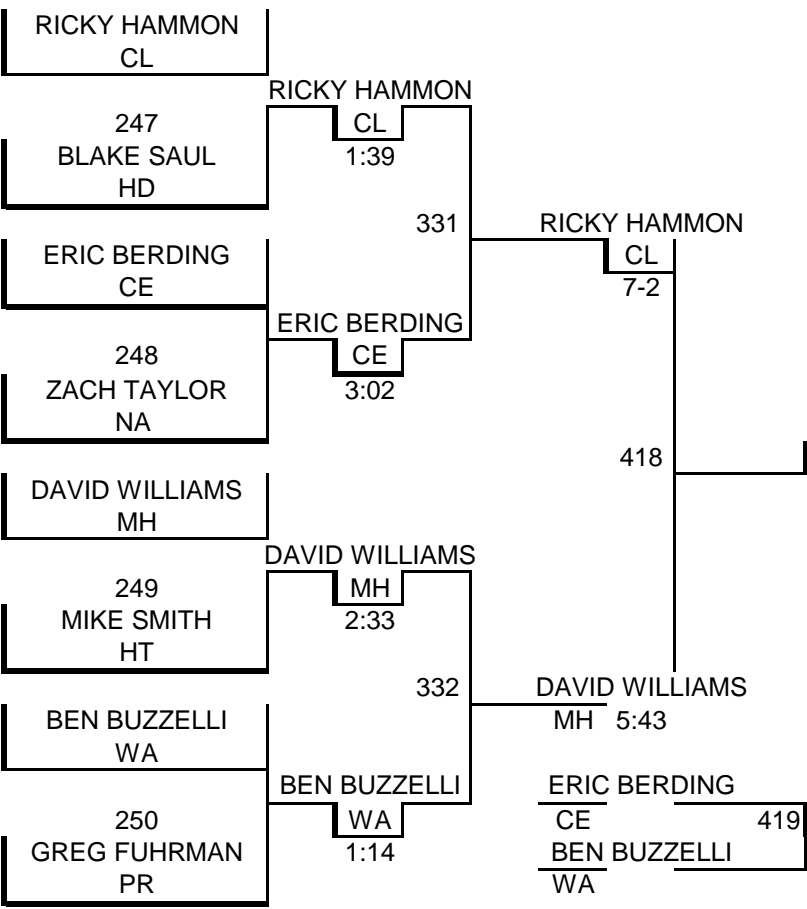 RICKY HAMMON
CL
RICKY HAMMON
247
CL
BLAKE SAUL
1:39
HD
331
RICKY HAMMON
ERIC BERDING
CL
CE
7-2
ERIC BERDING
248
CE
ZACH TAYLOR
3:02
NA
418
DAVID WILLIAMS
MH
DAVID WILLIAMS
249
MH
MIKE SMITH
2:33
HT
332
DAVID WILLIAMS
BEN BUZZELLI
MH 5:43
WA
BEN BUZZELLI
ERIC BERDING
250
WA
CE
419
GREG FUHRMAN
1:14
BEN BUZZELLI
PR
WA